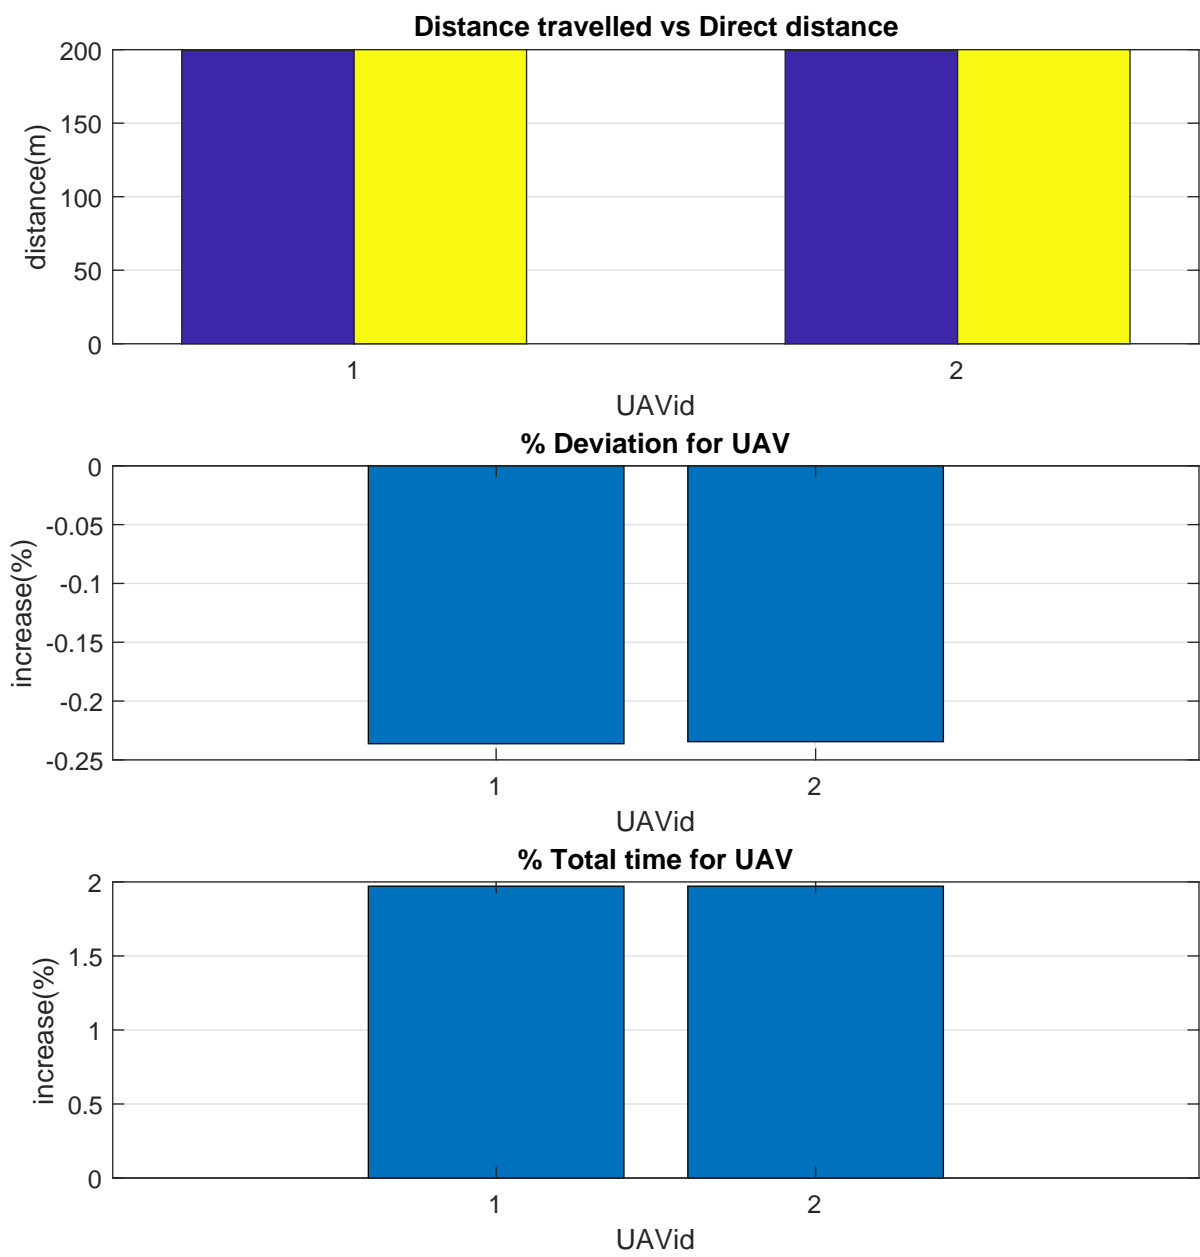 Distance travelled vs Direct distance
200
150
100
50
0
distance(m)
1 2
UAVid
% Deviation for UAV
0
-0.05
-0.1
-0.15
-0.2
-0.25
increase(%)
1 2
UAVid
% Total time for UAV
2
1.5
1
0.5
0
increase(%)
1 2
UAVid